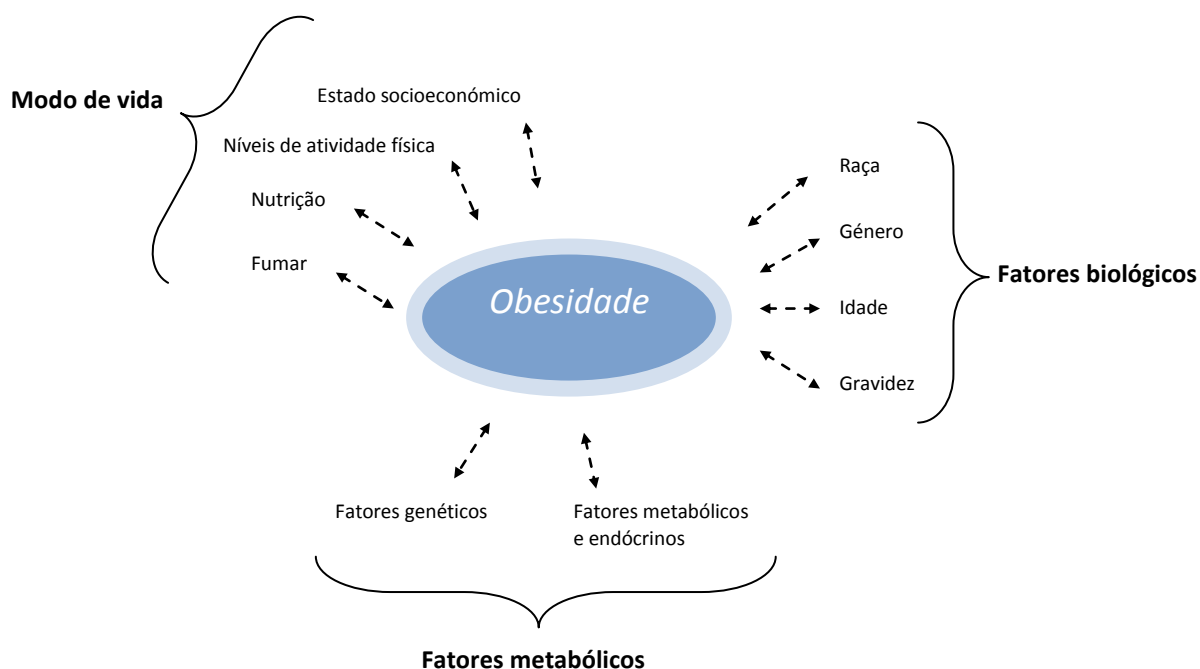 Modo de vida
Estado socioeconómico
Níveis de atividade física
Nutrição
Fumar
Obesidade
Raça
Género
Idade
Gravidez
Fatores biológicos
Fatores genéticos
Fatores metabólicos
e endócrinos
Fatores metabólicos